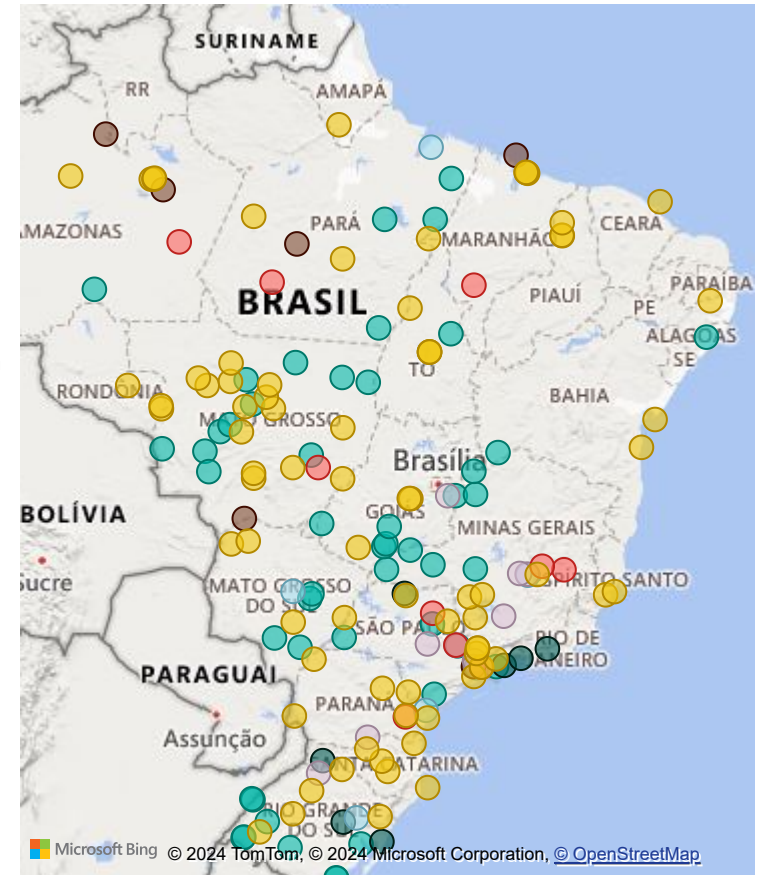 SURINAME
RR
AMAPÁ
AMAZONAS
PARÁ
MARANHÃO
CEARA
BRASIL
PIAUÍ
PARAÍBA
PE
ALAGOAS
SE
TO
RONDÔNIA
MATO GROSSO
BAHIA
Brasília
BOLÍVIA
GOIÁS
MINAS GERAIS
Sucre
MATO GROSSO
DO SUL
ESPÍRITO SANTO
SÃO PAULO
RIO DE
JANEIRO
PARAGUAI
PARANÁ
Assunção
SANTA CATARINA
RIO GRANDE
DO SUL
Microsoft Bing
© 2024 TomTom, © 2024 Microsoft Corporation, © OpenStreetMap